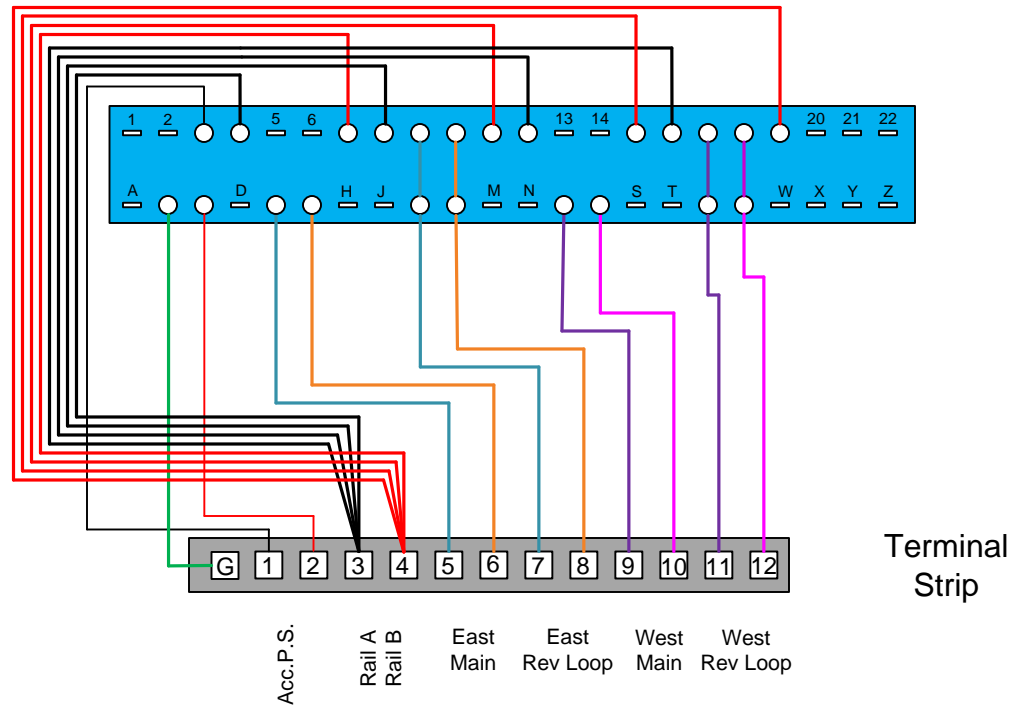 1 2 5 6 13 14 20 21 22
A D H J M N S T W X Y Z
G 1 2 3 4 5 6 7 8 9 10 11 12
Terminal
Strip
Acc.P.S.
Rail A
Rail B
East
Main
East
Rev Loop
West
Main
West
Rev Loop